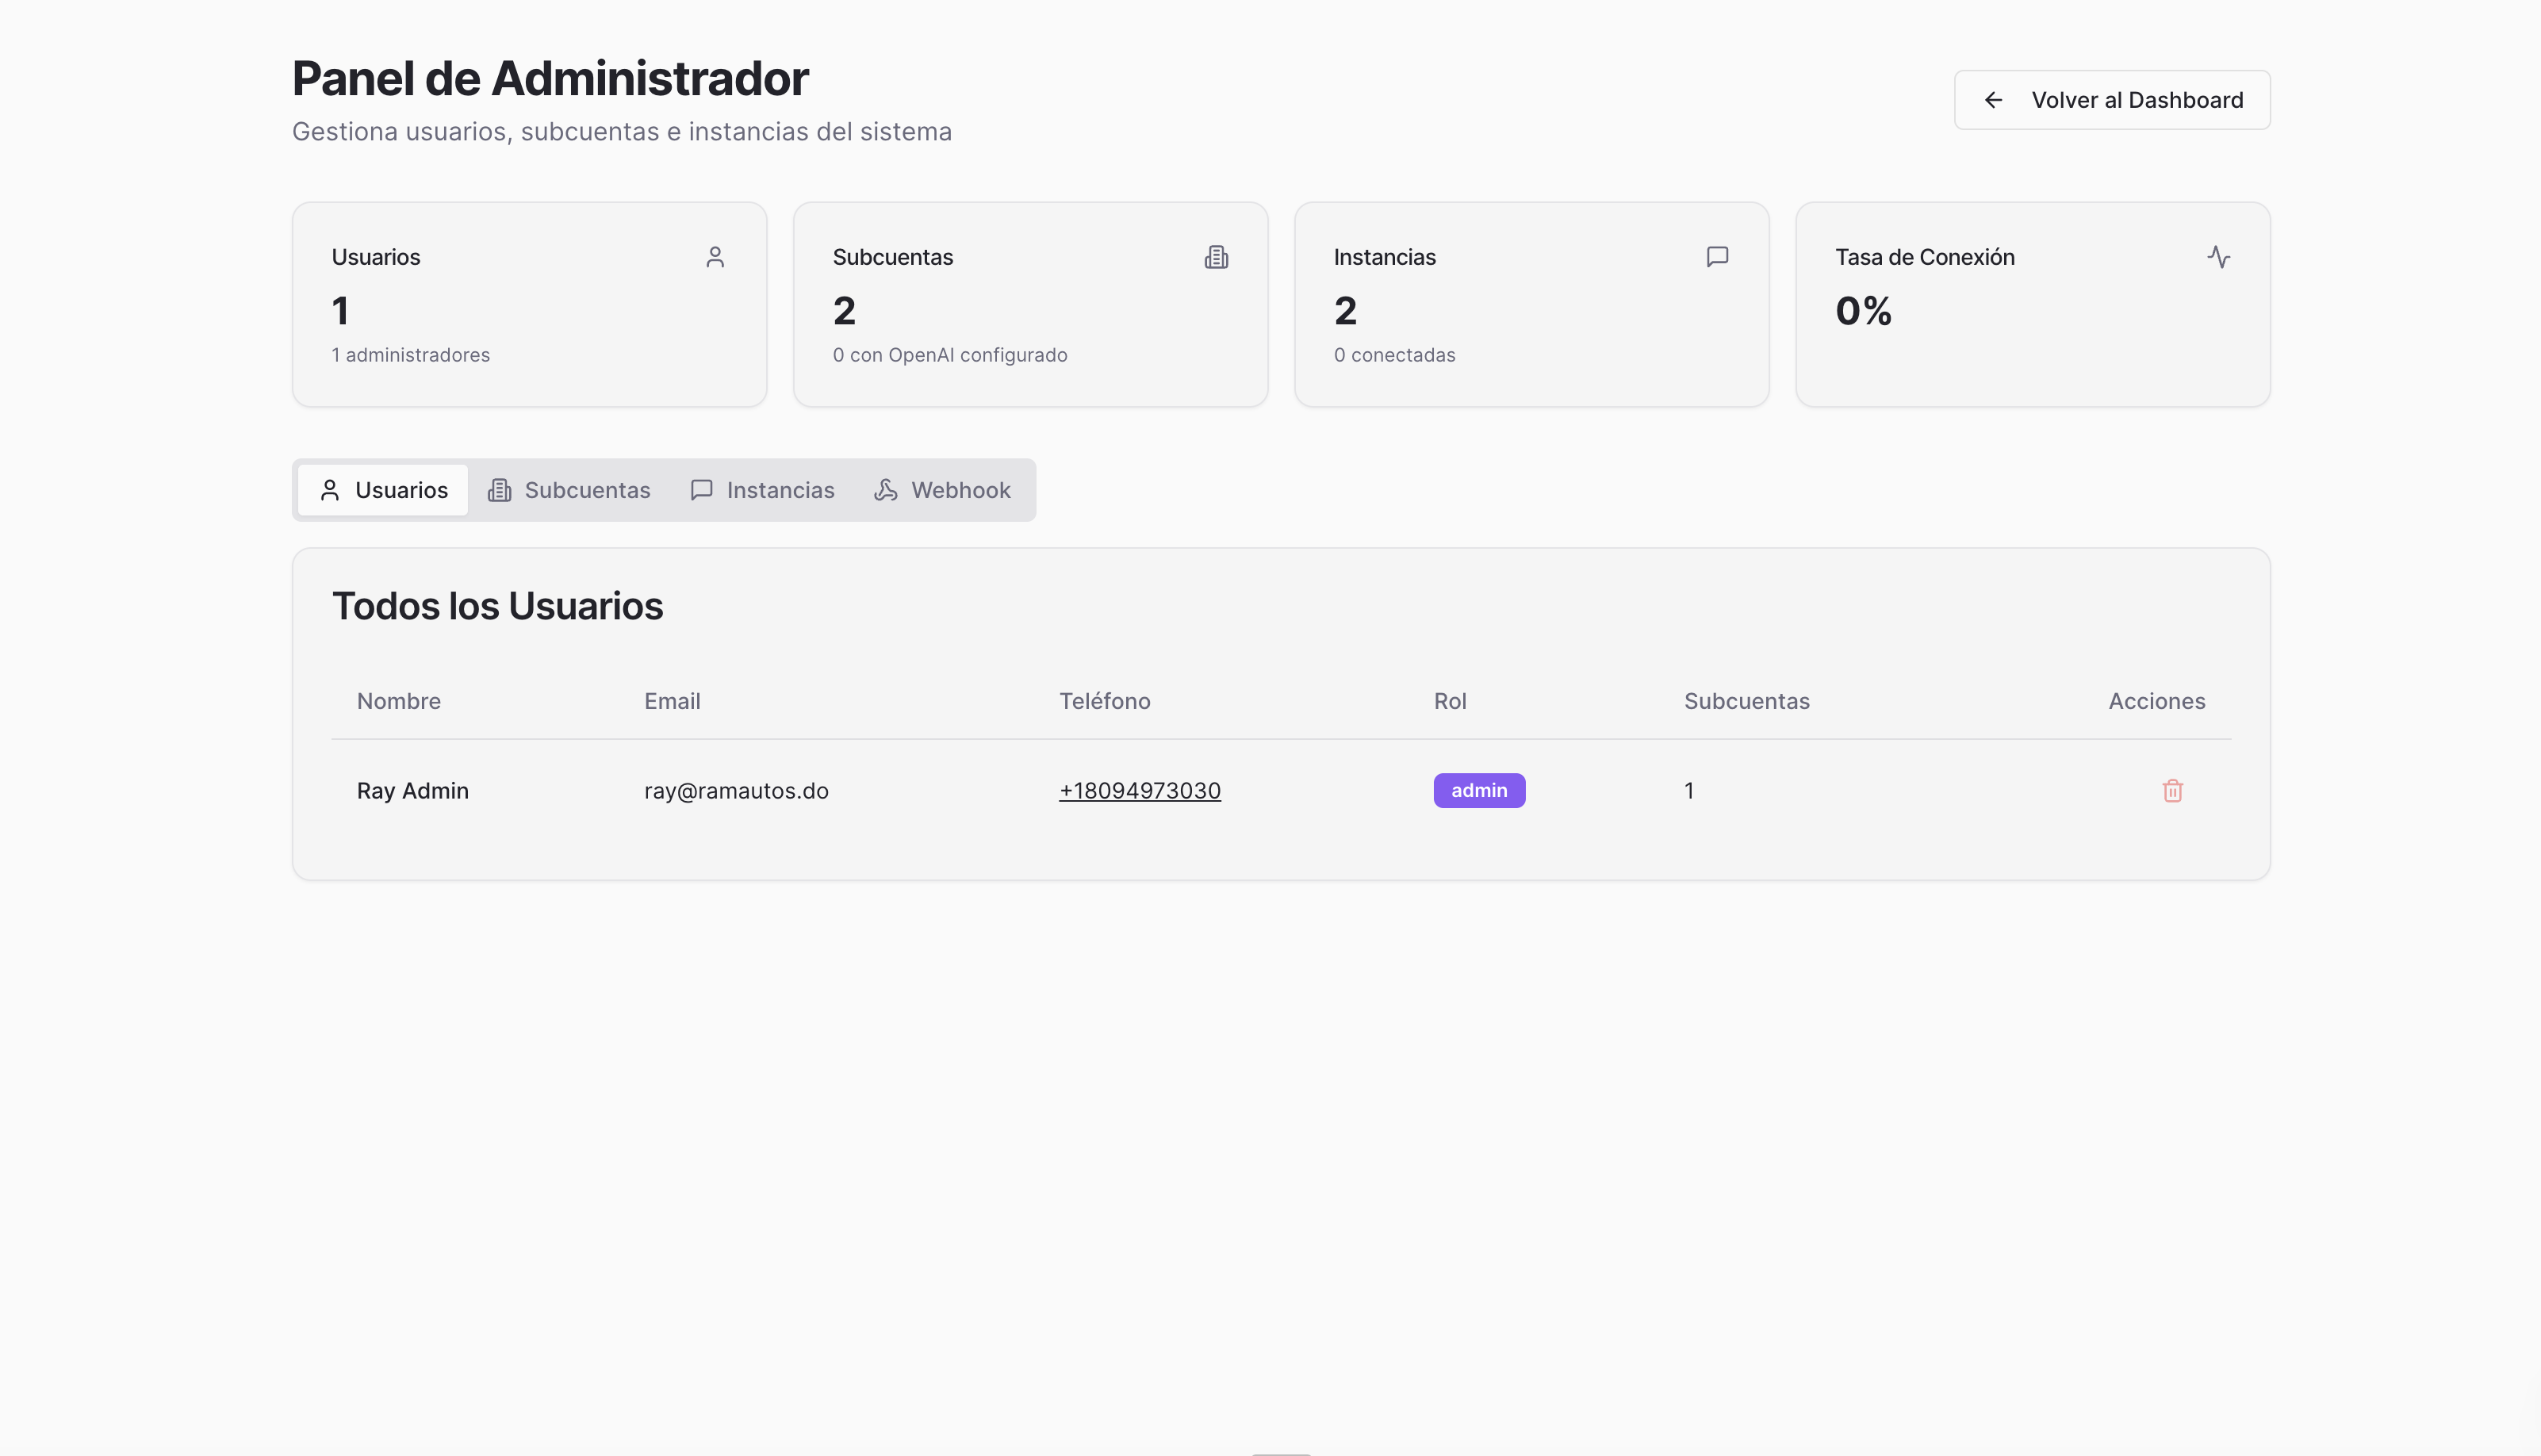 Panel de Administrador
Gestiona usuarios, subcuentas e instancias del sistema
Volver al Dashboard
Usuarios
1
1 administradores
Subcuentas
2
0 con OpenAI configurado
Instancias
2
0 conectadas
Tasa de Conexión
0%
Usuarios Subcuentas Instancias Webhook
Todos los Usuarios
Nombre Email Teléfono Rol Subcuentas Acciones
Ray Admin ray@ramautos.do +18094973030 admin 1